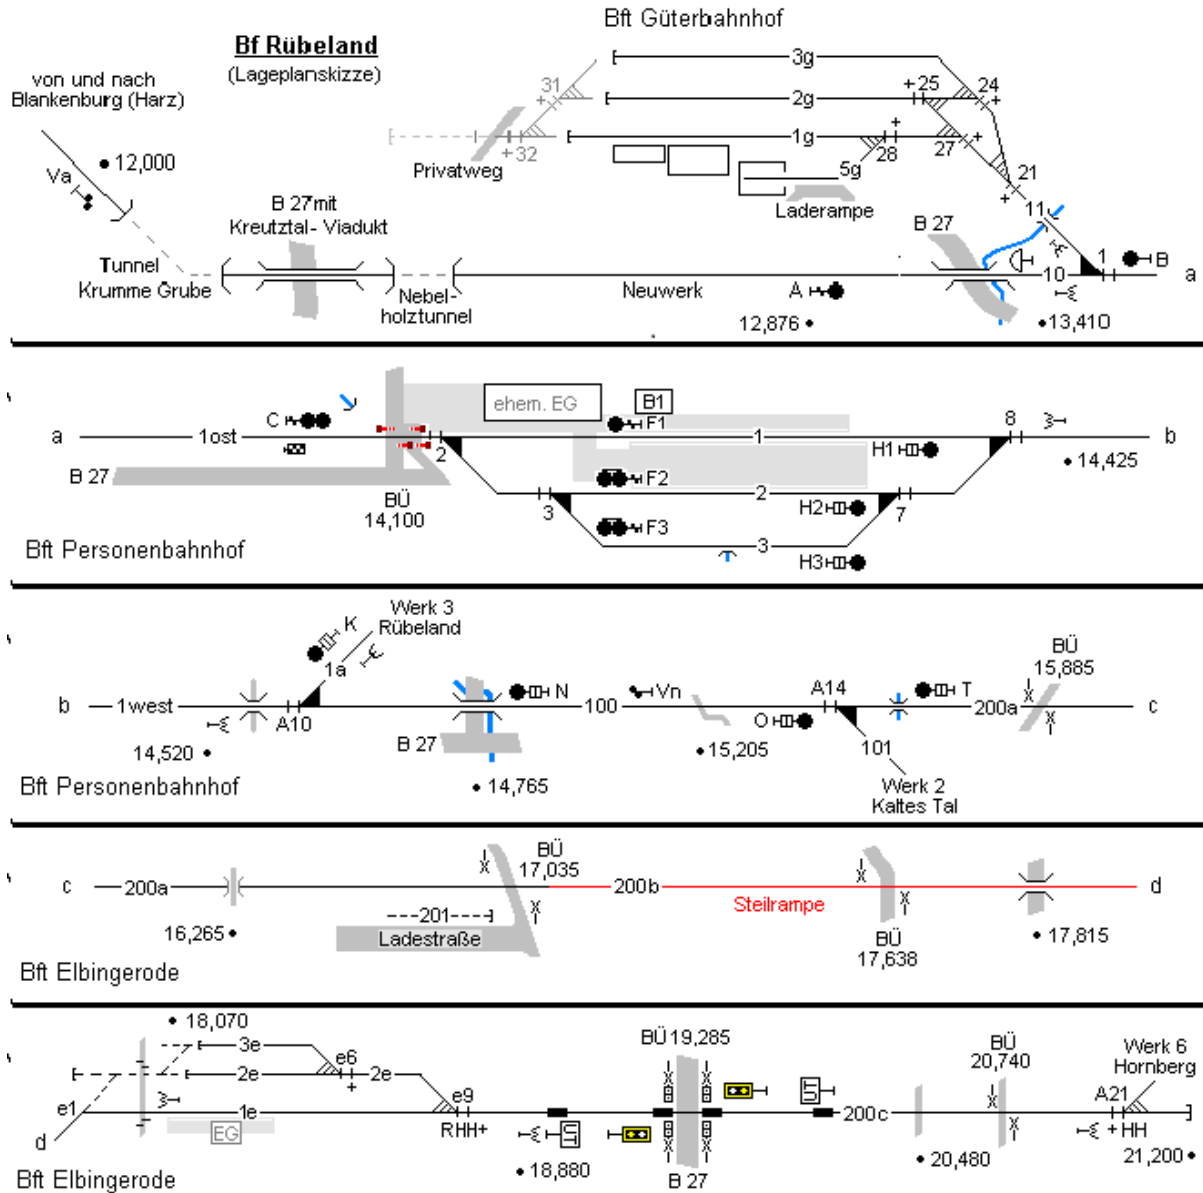 Bft Güterbahnhof
Bf Rübeland
(Lageplanskizze)
von und nach
Blankenburg (Harz)
12,000
Va
3g
31
25
24
2g
1g
32
28
27
Privatweg
5g
21
Laderampe
11
B 27mit
Kreutztal- Viadukt
B 27
Tunnel
Krumme Grube
Nebel-
holztunnel
Neuwerk
A
10
1
B
a
12,876
13,410
ehem. EG
B1
C
F1
8
a
1ost
2
1
b
H1
14,425
B 27
BÜ
14,100
F2
2
3
H2
7
F3
3
H3
Bft Personenbahnhof
K
Werk 3
Rübeland
1a
BÜ
15,885
b
1west
A10
N
100
Vn
A14
T
200a
c
O
14,520
B 27
15,205
101
14,765
Werk 2
Kaltes Tal
Bft Personenbahnhof
BÜ
17,035
c
200a
200b
d
Steilrampe
201
Ladestraße
16,265
BÜ
17,638
17,815
Bft Elbingerode
18,070
3e
e6
2e
2e
e1
1e
e9
EG
RHH+
d
BÜ 19,285
BÜ
20,740
Werk 6
Hornberg
A21
200c
+ HH
18,880
B 27
20,480
21,200
Bft Elbingerode